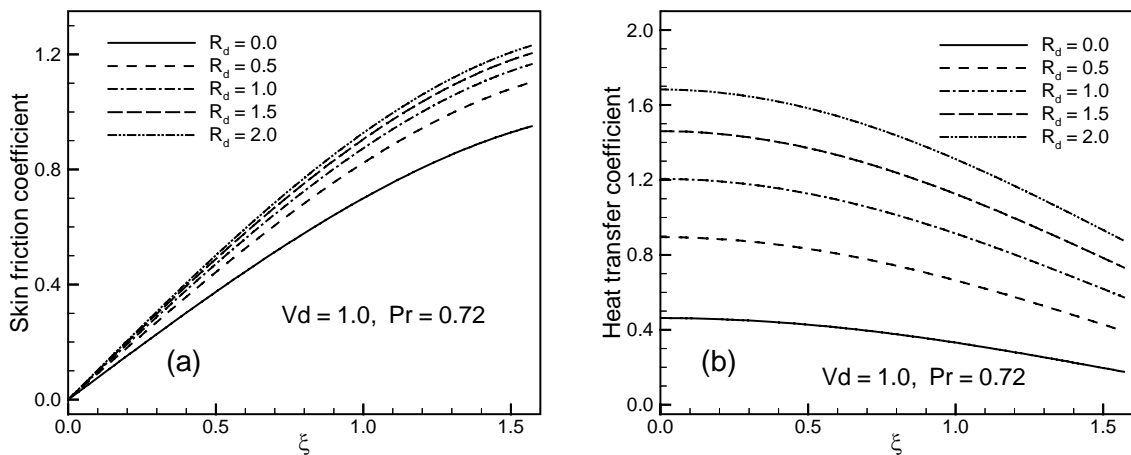 Skin friction coefficient
1.2
0.8
0.4
0.0
R_d = 0.0
R_d = 0.5
R_d = 1.0
R_d = 1.5
R_d = 2.0
Vd = 1.0, Pr = 0.72
(a)
0.0 0.5 1.0 1.5
ξ
Heat transfer coefficient
2.0
1.6
1.2
0.8
0.4
0.0
R_d = 0.0
R_d = 0.5
R_d = 1.0
R_d = 1.5
R_d = 2.0
(b)
Vd = 1.0, Pr = 0.72
0.0 0.5 1.0 1.5
ξ